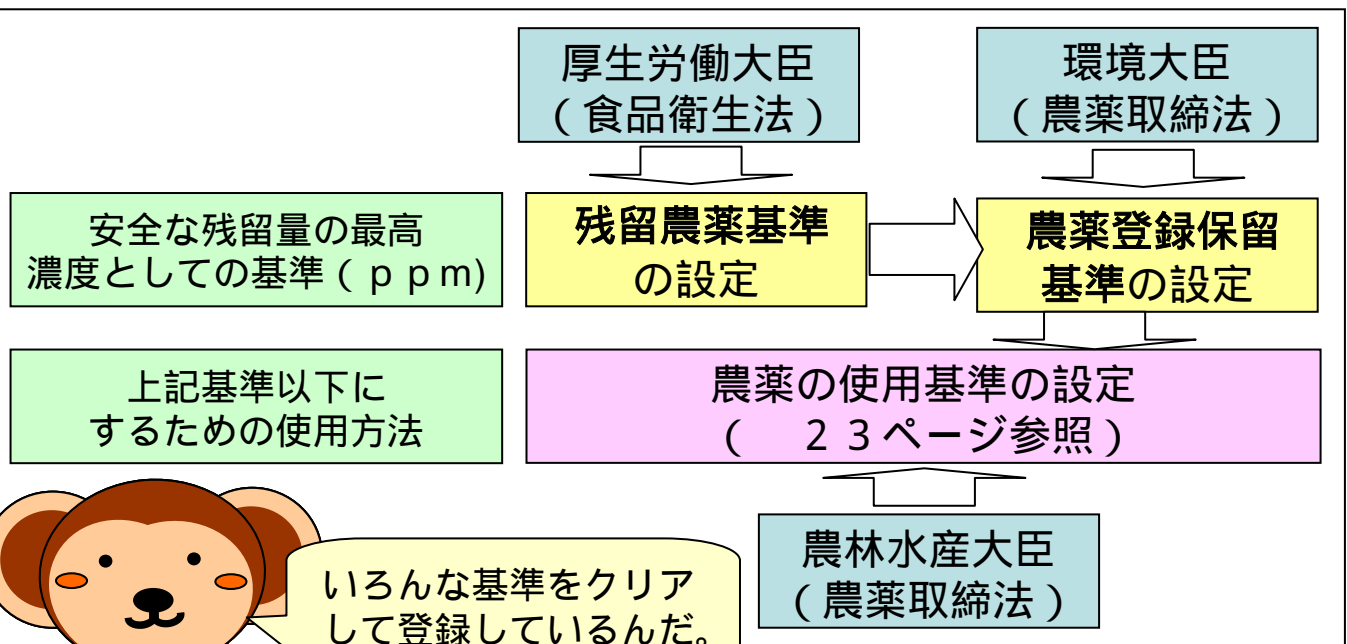 厚生労働大臣
（食品衛生法）
環境大臣
（農薬取締法）
安全な残留量の最高
濃度としての基準（ｐｐｍ)
残留農薬基準
の設定
農薬登録保留
基準の設定
上記基準以下に
するための使用方法
農薬の使用基準の設定
（　２３ページ参照）
農林水産大臣
（農薬取締法）
いろんな基準をクリア
して登録しているんだ。